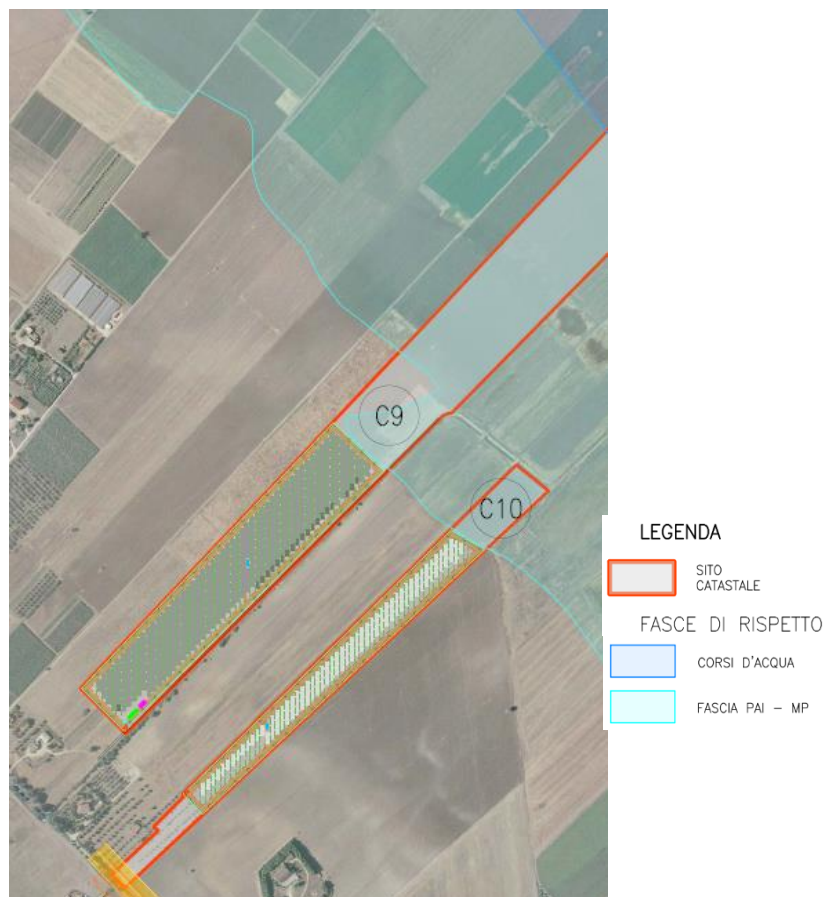 C9
C10
LEGENDA
SITO
CATASTALE
FASCE DI RISPETTO
CORSI D'ACQUA
FASCIA PAI - MP